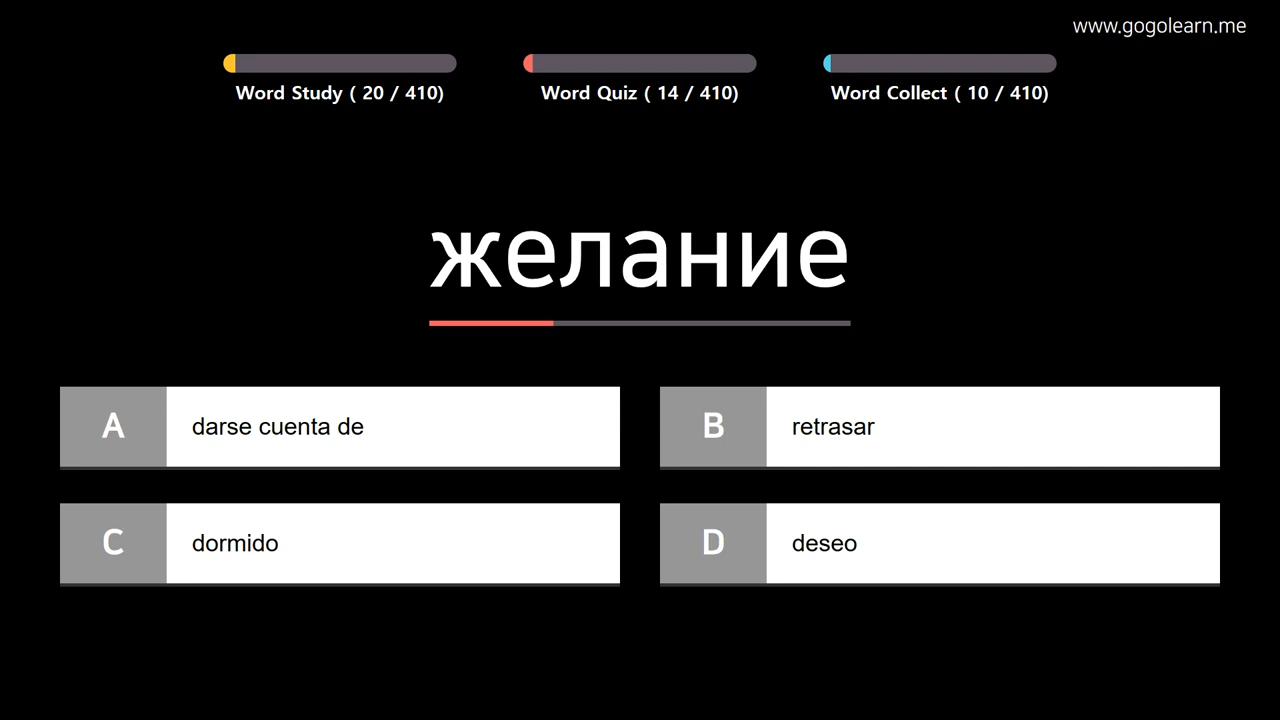 www.gogolearn.me
Word Study ( 20 / 410)
Word Quiz ( 14 / 410)
Word Collect ( 10 / 410)
желание
A darse cuenta de
B retrasar
C dormido
D deseo